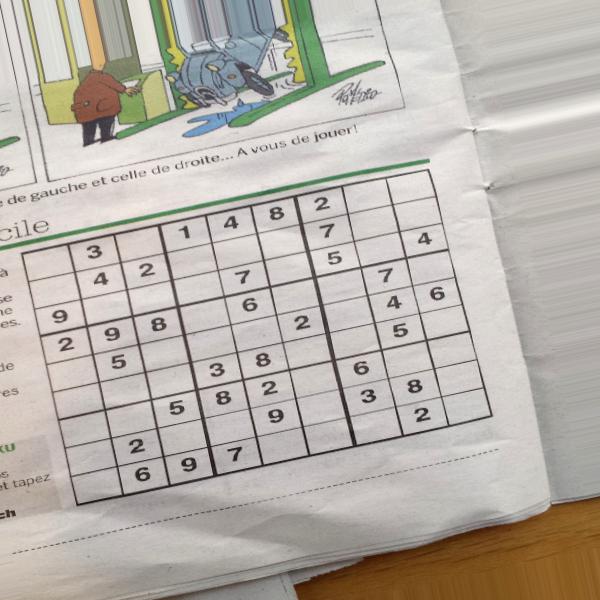 e de gauche et celle de droite... A vous de jouer!
cile
3 1 4 8 2
4 2 7
9 7 5 4
2 9 8 6 7
5 2 4 6
3 8 5
5 8 2 6
2 9 3 8
6 9 7 2
à
se
ne
es.
de
res
KU
et tapez
ch